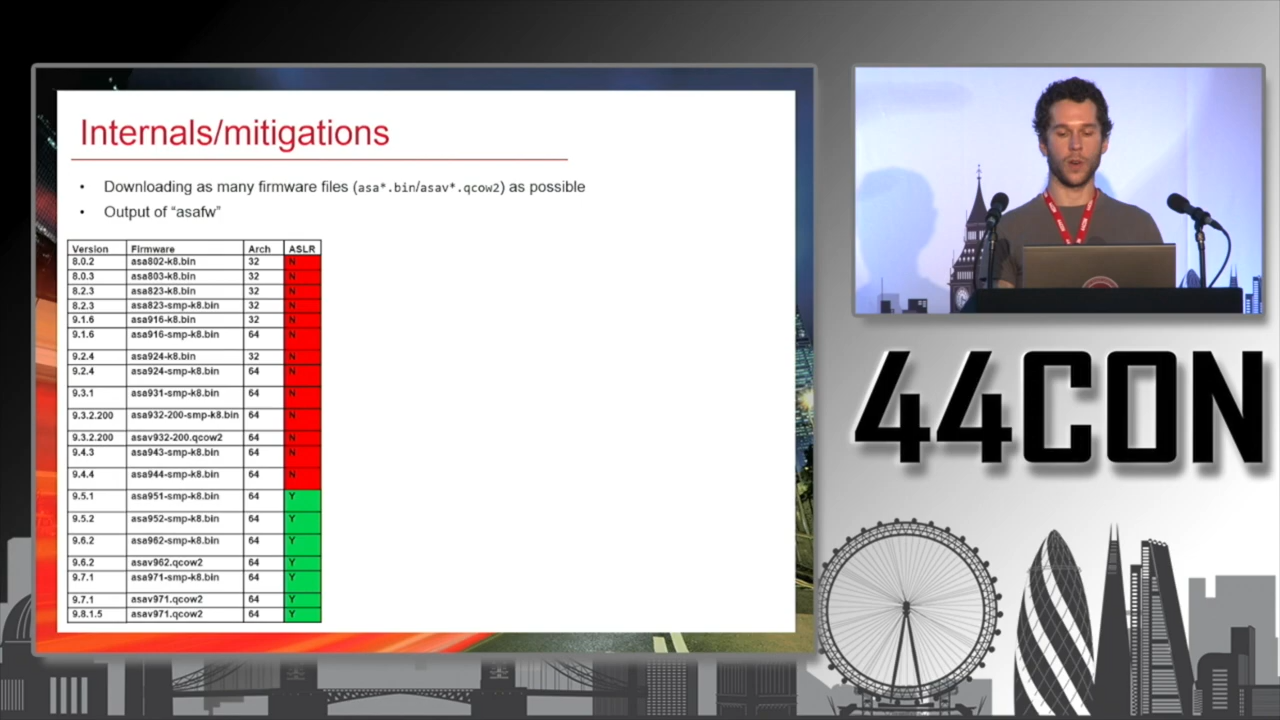 Internals/mitigations
• Downloading as many firmware files (asa*.bin/asav*.qcow2) as possible
• Output of “asafw”
Version Firmware Arch ASLR
8.0.2 asa802-k8.bin 32 N
8.0.3 asa803-k8.bin 32 N
8.2.3 asa823-k8.bin 32 N
8.2.3 asa823-smp-k8.bin 32 N
9.1.6 asa916-k8.bin 32 N
9.1.6 asa916-smp-k8.bin 64 N
9.2.4 asa924-k8.bin 32 N
9.2.4 asa924-smp-k8.bin 64 N
9.3.1 asa931-smp-k8.bin 64 N
9.3.2.200 asa932-200-smp-k8.bin 64 N
9.3.2.200 asav932-200.qcow2 64 N
9.4.3 asa943-smp-k8.bin 64 N
9.4.4 asa944-smp-k8.bin 64 N
9.5.1 asa951-smp-k8.bin 64 Y
9.5.2 asa952-smp-k8.bin 64 Y
9.6.2 asa962-smp-k8.bin 64 Y
9.6.2 asav962.qcow2 64 Y
9.7.1 asa971-smp-k8.bin 64 Y
9.7.1 asav971.qcow2 64 Y
9.8.1.5 asav971.qcow2 64 Y
44CON